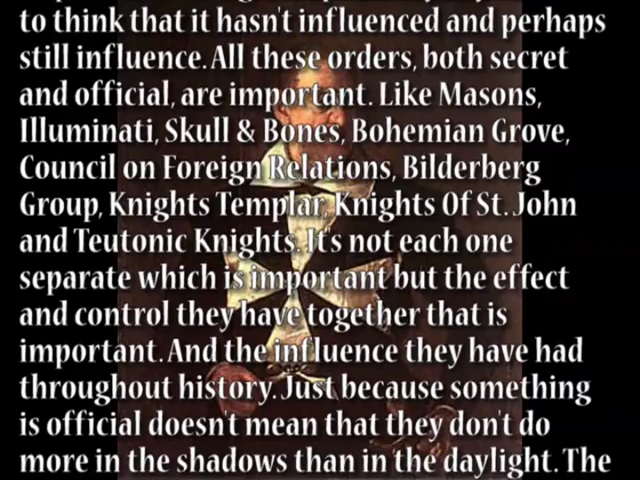 to think that it hasn't influenced and perhaps
still influence. All these orders, both secret
and official, are important. Like Masons,
Illuminati, Skull & Bones, Bohemian Grove,
Council on Foreign Relations, Bilderberg
Group, Knights Templar, Knights Of St. John
and Teutonic Knights. It's not each one
separate which is important but the effect
and control they have together that is
important. And the influence they have had
throughout history. Just because something
is official doesn't mean that they don't do
more in the shadows than in the daylight. The